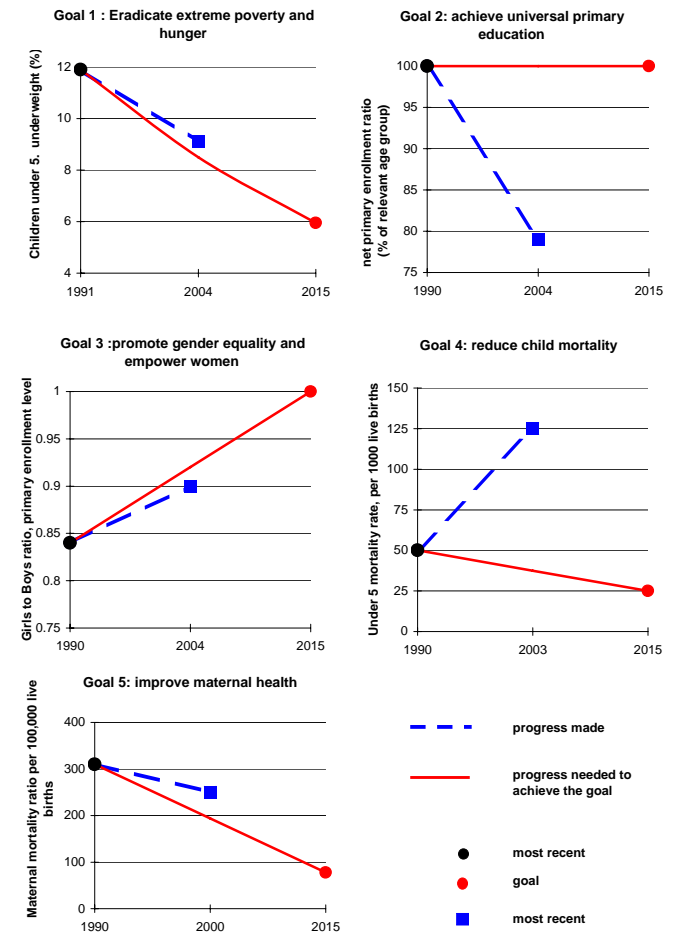 Goal 1 : Eradicate extreme poverty and
hunger
Children under 5. underweight (%)
12
10
8
6
4
1991
2004
2015
Goal 2: achieve universal primary
education
net primary enrollment ratio
(% of relevant age group)
100
95
90
85
80
75
1990
2004
2015
Goal 3 :promote gender equality and
empower women
Girls to Boys ratio, primary enrollment level
1
0.95
0.9
0.85
0.8
0.75
1990
2004
2015
Goal 4: reduce child mortality
Under 5 mortality rate, per 1000 live births
150
125
100
75
50
25
0
1990
2003
2015
Goal 5: improve maternal health
Maternal mortality ratio per 100,000 live
births
400
300
200
100
0
1990
2000
2015
progress made
progress needed to
achieve the goal
most recent
goal
most recent